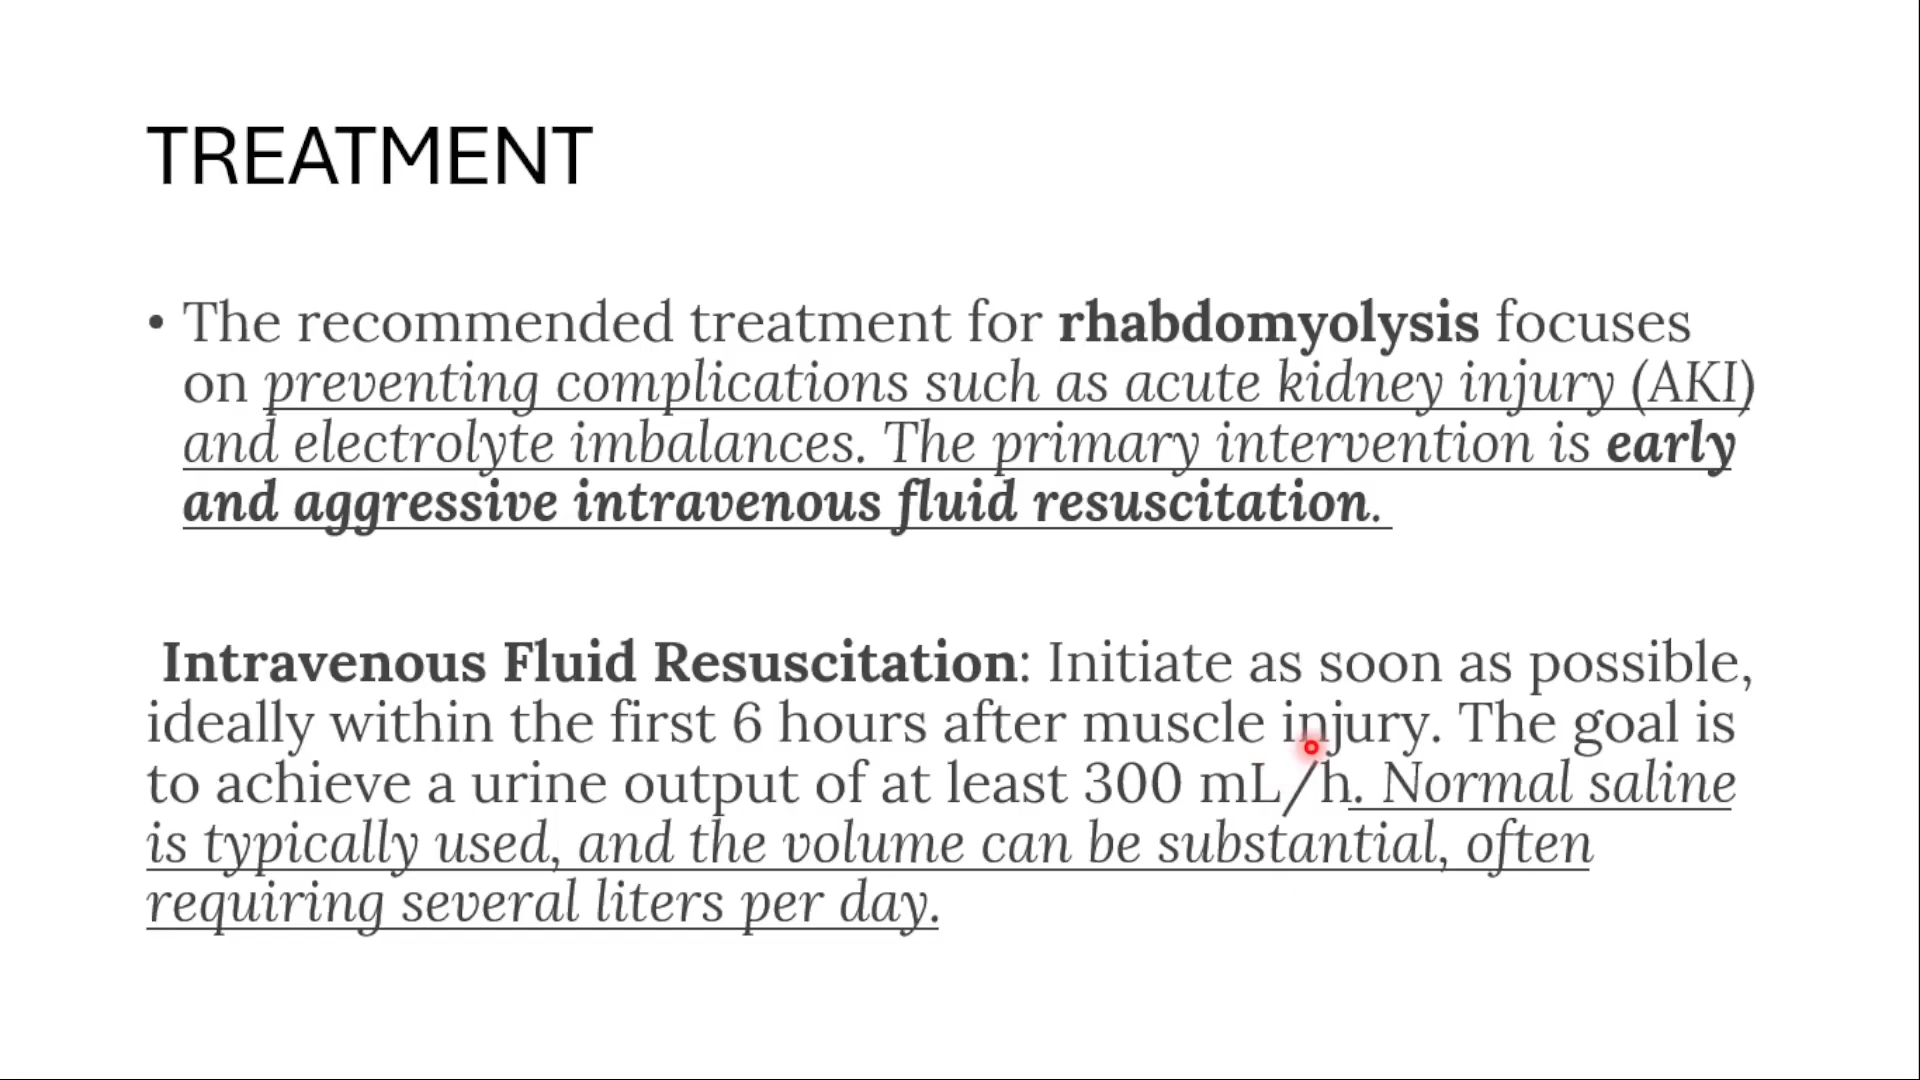 TREATMENT
• The recommended treatment for rhabdomyolysis focuses
on preventing complications such as acute kidney injury (AKI)
and electrolyte imbalances. The primary intervention is early
and aggressive intravenous fluid resuscitation.
Intravenous Fluid Resuscitation: Initiate as soon as possible,
ideally within the first 6 hours after muscle injury. The goal is
to achieve a urine output of at least 300 mL/h. Normal saline
is typically used, and the volume can be substantial, often
requiring several liters per day.